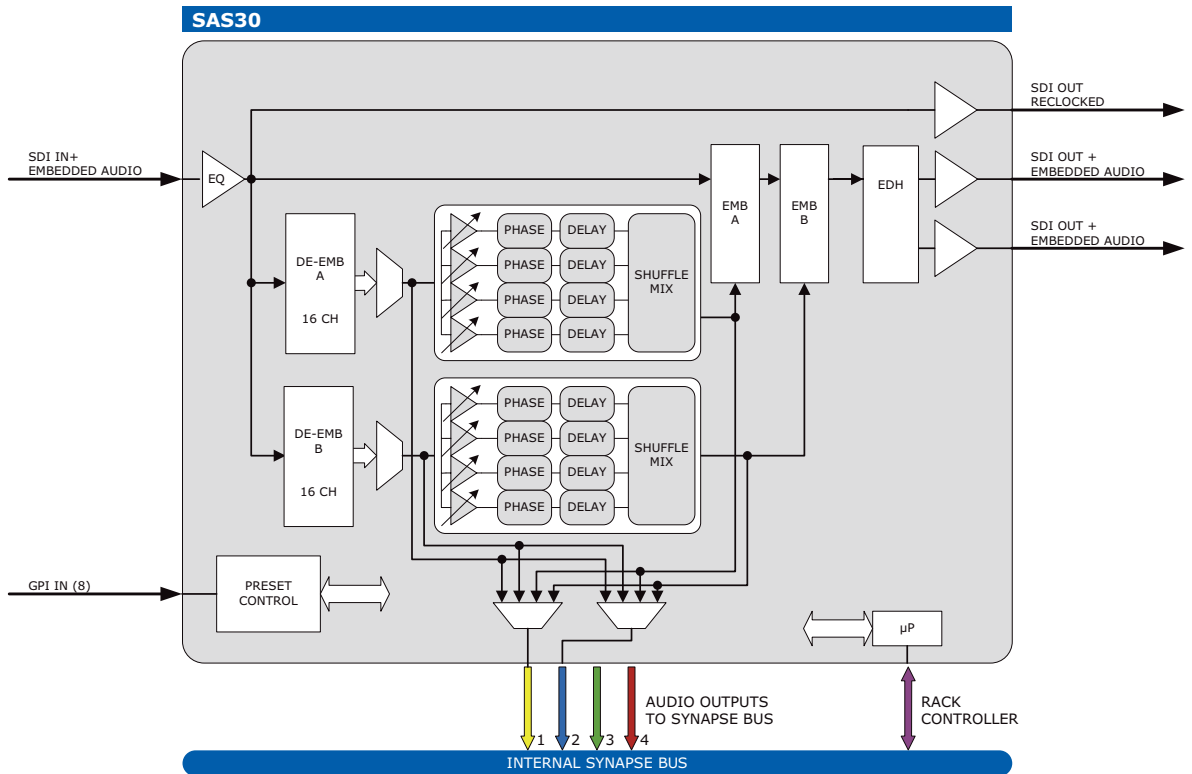 SAS30
SDI OUT
RECLOCKED
SDI IN+
EMBEDDED AUDIO
EQ
SDI OUT +
EMBEDDED AUDIO
EMB
A
EMB
B
EDH
SDI OUT +
EMBEDDED AUDIO
DE-EMB
A
16 CH
PHASE
DELAY
PHASE
DELAY
PHASE
DELAY
PHASE
DELAY
SHUFFLE
MIX
DE-EMB
B
16 CH
PHASE
DELAY
PHASE
DELAY
PHASE
DELAY
PHASE
DELAY
SHUFFLE
MIX
GPI IN (8)
PRESET
CONTROL
µP
1
2
3
4
AUDIO OUTPUTS
TO SYNAPSE BUS
RACK
CONTROLLER
INTERNAL SYNAPSE BUS